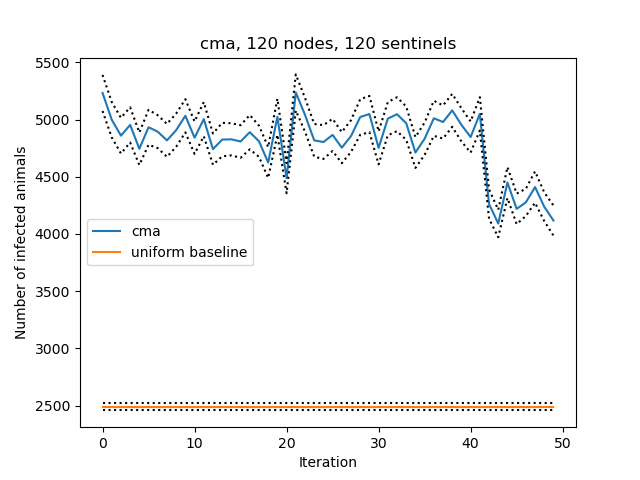 cma, 120 nodes, 120 sentinels
5500
5000
4500
4000
3500
3000
2500
Number of infected animals
cma
uniform baseline
0 10 20 30 40 50
Iteration